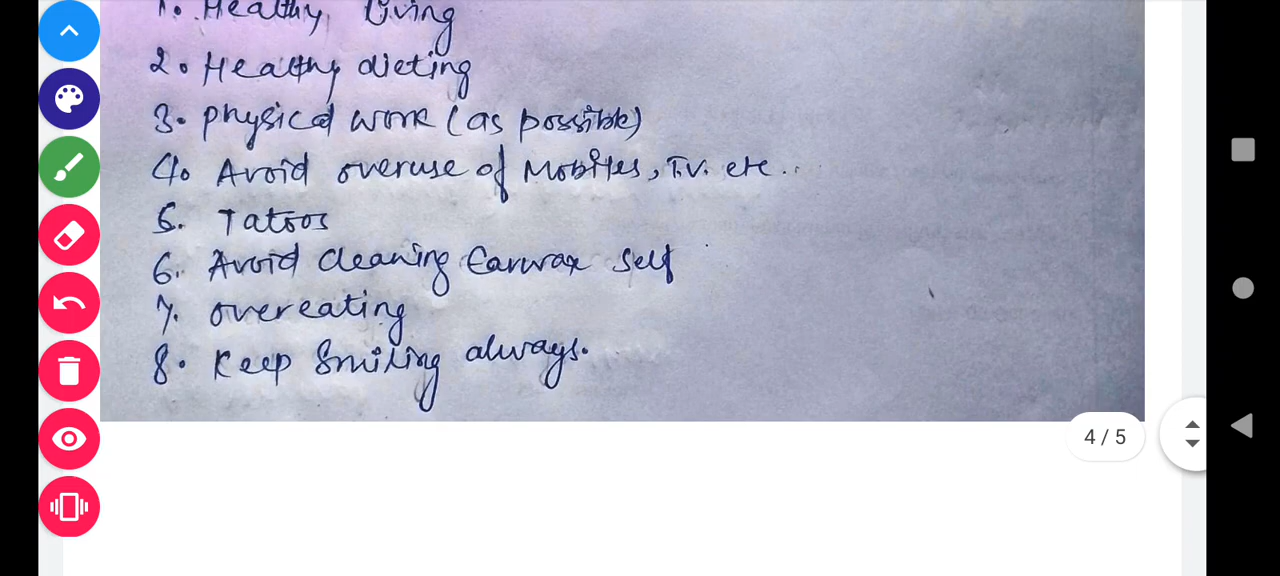 1. Healthy Living
2. Healthy dieting
3. Physical work (as possible)
4. Avoid overuse of Mobiles, T.V. etc..
5. Tatoos
6. Avoid cleaning Earwax self
7. overeating
8. Keep Smiling always.
4 / 5